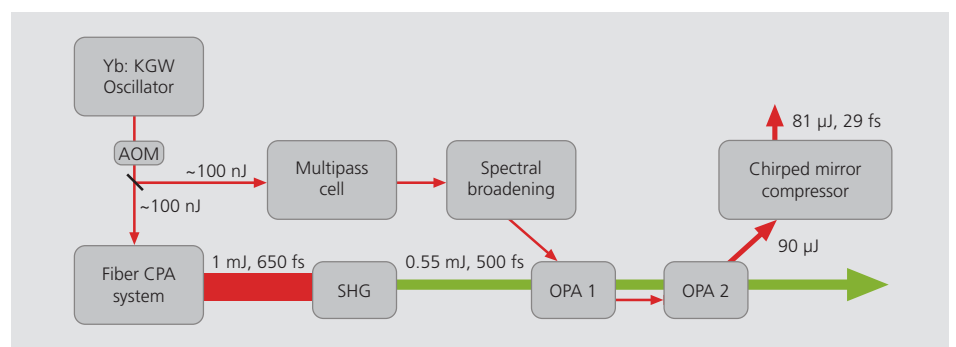 Yb: KGW
Oscillator
AOM
~100 nJ
~100 nJ
Multipass
cell
Spectral
broadening
81 µJ, 29 fs
Chirped mirror
compressor
90 µJ
Fiber CPA
system
1 mJ, 650 fs
SHG
0.55 mJ, 500 fs
OPA 1
OPA 2